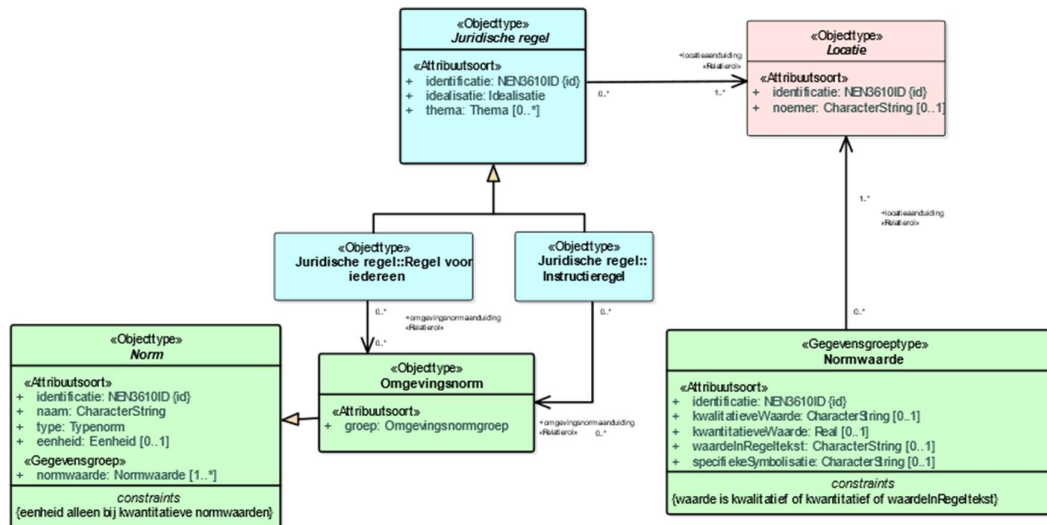 «Objecttype»
Juridische regel
«Attribuutsoort»
+ identificatie: NEN3610ID {id}
+ idealisatie: Idealisatie
+ thema: Thema [0..*]
+locatieaanduiding
«Relatierol»
0..*
1..*
«Objecttype»
Locatie
«Attribuutsoort»
+ identificatie: NEN3610ID {id}
+ noemer: CharacterString [0..1]
1..*
+locatieaanduiding
«Relatierol»
0..*
«Objecttype»
Juridische regel::Regel voor
iedereen
«Objecttype»
Juridische regel::
Instructieregel
0..*
+omgevingsnormaanduiding
«Relatierol»
0..*
0..*
+omgevingsnormaanduiding
«Relatierol»
0..*
«Objecttype»
Norm
«Attribuutsoort»
+ identificatie: NEN3610ID {id}
+ naam: CharacterString
+ type: Typenorm
+ eenheid: Eenheid [0..1]
«Gegevensgroep»
+ normwaarde: Normwaarde [1..*]
constraints
{eenheid alleen bij kwantitatieve normwaarden}
«Objecttype»
Omgevingsnorm
«Attribuutsoort»
+ groep: Omgevingsnormgroep
«Gegevensgroeptype»
Normwaarde
«Attribuutsoort»
+ identificatie: NEN3610ID {id}
+ kwalitatieveWaarde: CharacterString [0..1]
+ kwantitatieveWaarde: Real [0..1]
+ waardeInRegeltekst: CharacterString [0..1]
+ specifiekeSymbolisatie: CharacterString [0..1]
constraints
{waarde is kwalitatief of kwantitatief of waardeInRegeltekst}